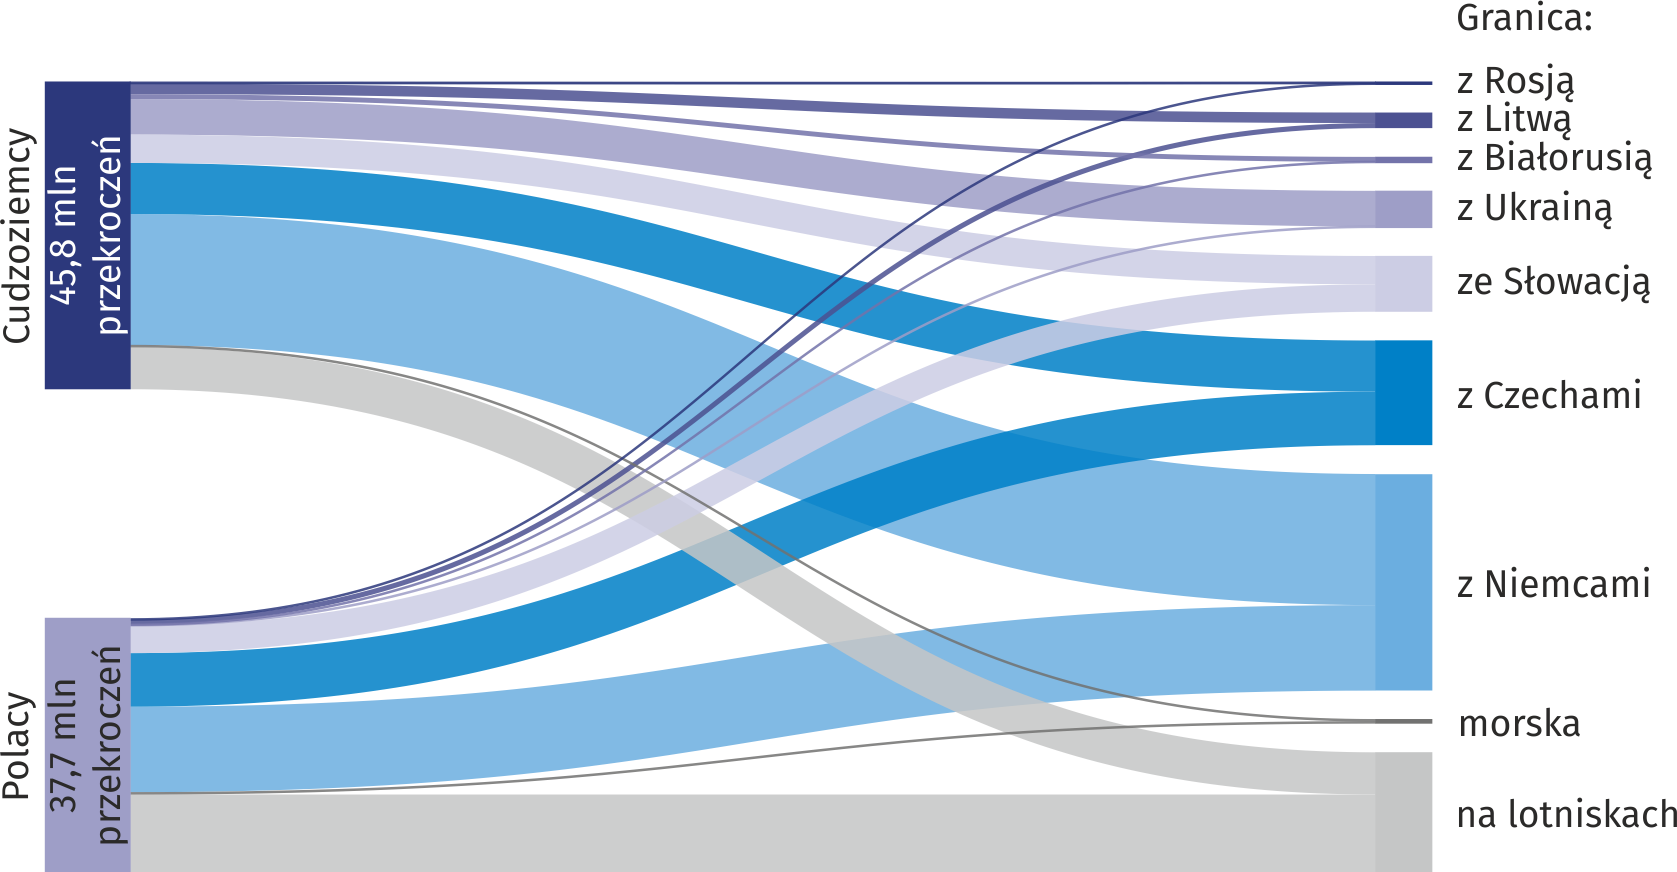 Granica:
z Rosją
z Litwą
z Białorusią
z Ukrainą
ze Słowacją
z Czechami
z Niemcami
morska
na lotniskach
Cudzoziemcy
45,8 mln
przekroczeń
Polacy
37,7 mln
przekroczeń